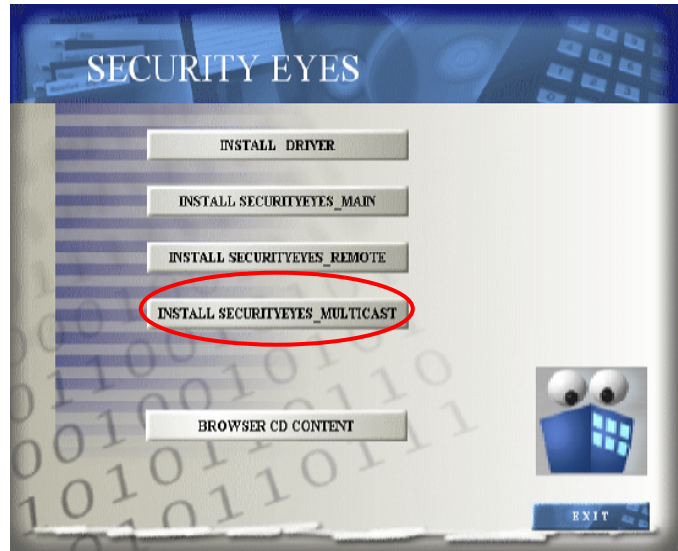 SECURITY EYES
INSTALL DRIVER
INSTALL SECURITYEYES_MAIN
INSTALL SECURITYEYES_REMOTE
INSTALL SECURITYEYES_MULTICAST
BROWSER CD CONTENT
EXIT